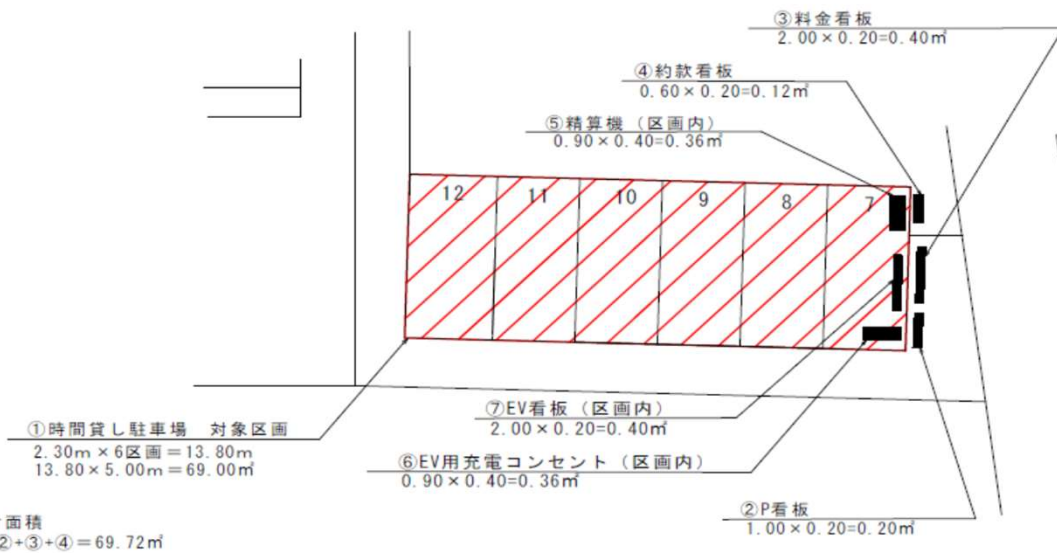 ③料金看板
2.00×0.20=0.40㎡
④約款看板
0.60×0.20=0.12㎡
⑤精算機（区画内）
0.90×0.40=0.36㎡
12 11 10 9 8 7
①時間貸し駐車場　対象区画
2.30m×6区画＝13.80m
13.80×5.00m＝69.00㎡
⑦EV看板（区画内）
2.00×0.20=0.40㎡
⑥EV用充電コンセント（区画内）
0.90×0.40=0.36㎡
②P看板
1.00×0.20=0.20㎡
面積
②+③+④＝69.72㎡